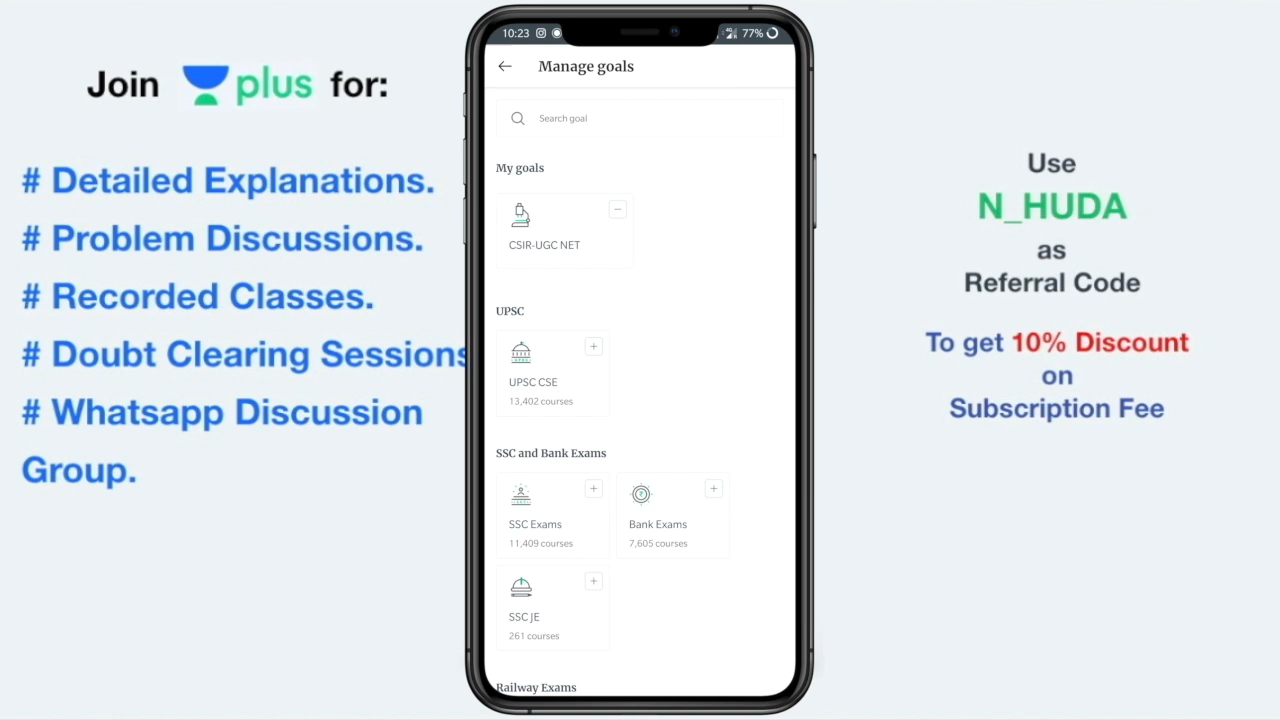 Join plus for:
# Detailed Explanations.
# Problem Discussions.
# Recorded Classes.
# Doubt Clearing Sessions
# Whatsapp Discussion
Group.
10:23
4G
77%
Manage goals
Search goal
My goals
CSIR-UGC NET
UPSC
UPSC CSE
13,402 courses
SSC and Bank Exams
SSC Exams
11,409 courses
Bank Exams
7,605 courses
SSC JE
261 courses
Railway Exams
Use
N_HUDA
as
Referral Code
To get 10% Discount
on
Subscription Fee